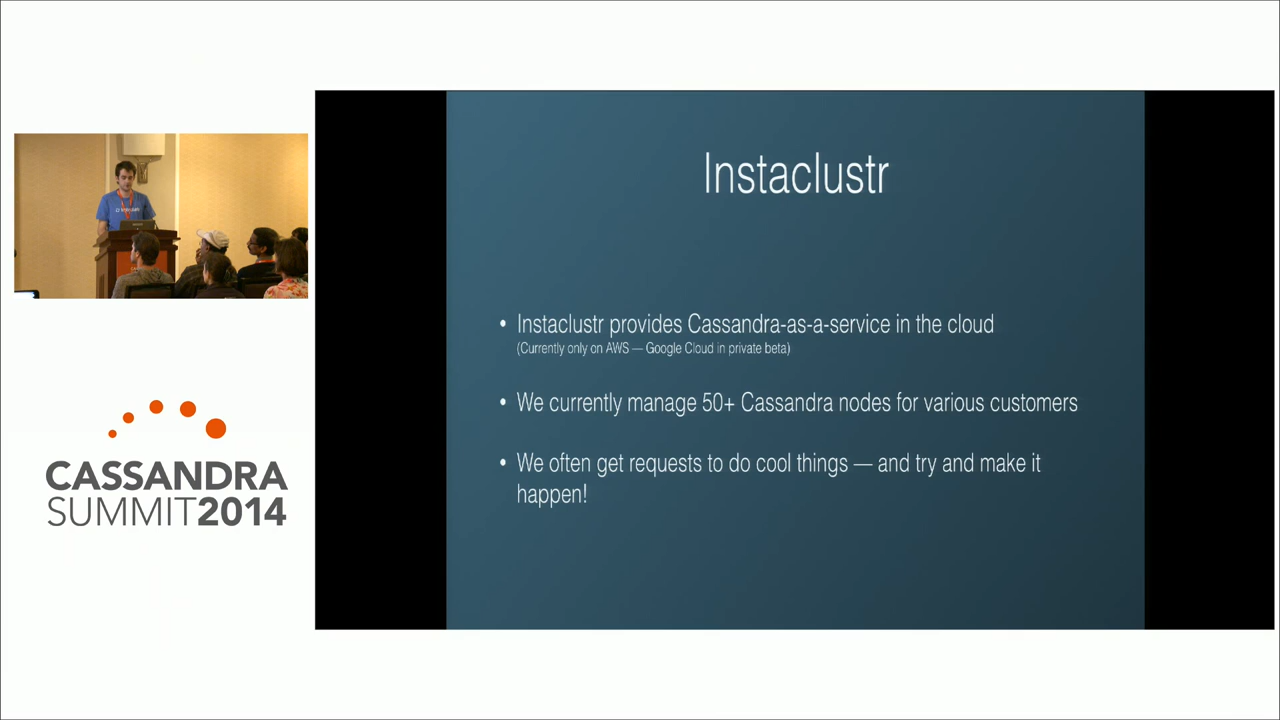 Instaclustr
• Instaclustr provides Cassandra-as-a-service in the cloud
(Currently only on AWS — Google Cloud in private beta)
• We currently manage 50+ Cassandra nodes for various customers
• We often get requests to do cool things — and try and make it
happen!
CASSANDRA
SUMMIT2014